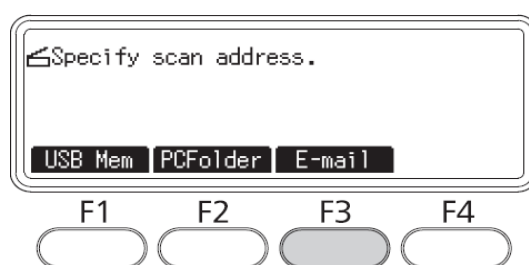 Specify scan address.
USB Mem PCFolder E-mail
F1 F2 F3 F4